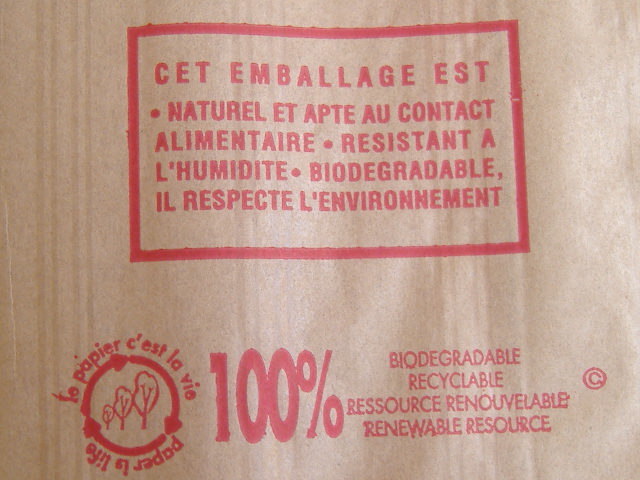 CET EMBALLAGE EST
• NATUREL ET APTE AU CONTACT
ALIMENTAIRE • RESISTANT A
L'HUMIDITE • BIODEGRADABLE,
IL RESPECTE L'ENVIRONNEMENT
le papier c'est la vie
paper is life
100%
BIODEGRADABLE
RECYCLABLE
RESSOURCE RENOUVELABLE
RENEWABLE RESOURCE
©